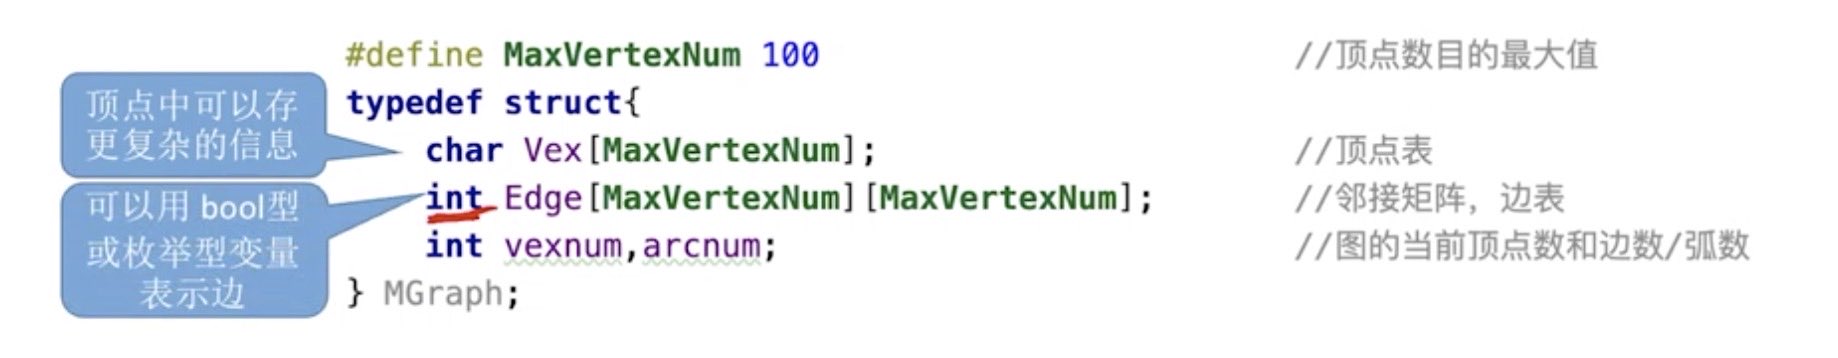 #define MaxVertexNum 100 //顶点数目的最大值
typedef struct{
char Vex[MaxVertexNum]; //顶点表
int Edge[MaxVertexNum][MaxVertexNum]; //邻接矩阵，边表
int vexnum,arcnum; //图的当前顶点数和边数/弧数
} MGraph;
顶点中可以存
更复杂的信息
可以用 bool型
或枚举型变量
表示边